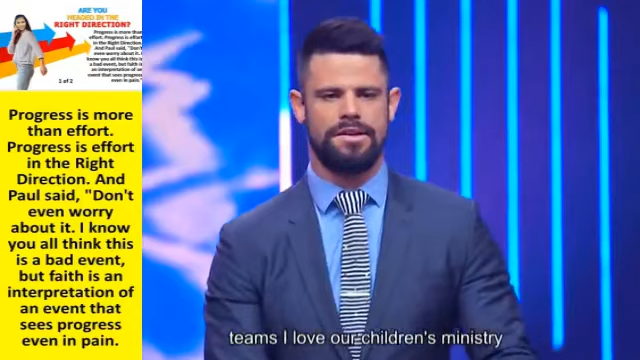 ARE YOU
HEADED IN THE
RIGHT DIRECTION?
Progress is more than
effort. Progress is effort
in the Right Direction.
And Paul said, "Don't
even worry about it. I
know you all think this is
a bad event, but faith is
an interpretation of an
event that sees progress
even in pain."
1 of 2
Progress is more
than effort.
Progress is effort
in the Right
Direction. And
Paul said, "Don't
even worry
about it. I know
you all think this
is a bad event,
but faith is an
interpretation of
an event that
sees progress
even in pain.
teams I love our children's ministry